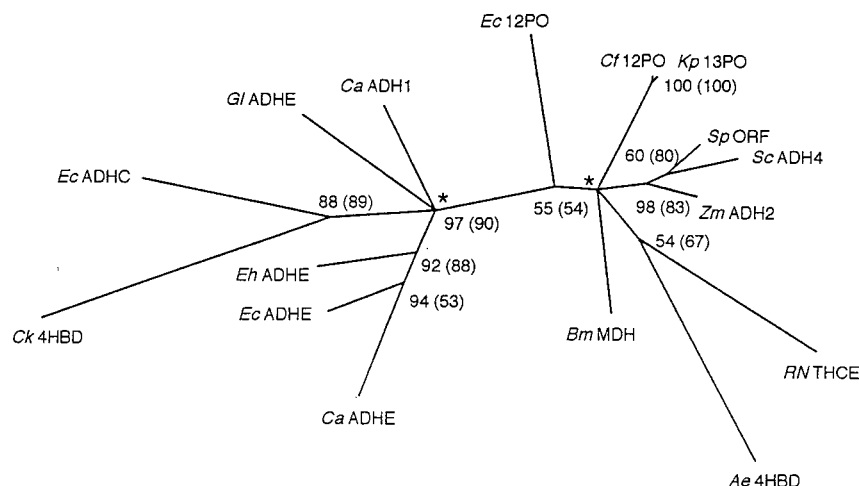 Ec 12PO
Cf 12PO Kp 13PO
100 (100)
Ca ADH1
Gl ADHE
Sp ORF
60 (80)
Sc ADH4
Ec ADHC
88 (89)
*
*
97 (90)
55 (54)
98 (83)
Zm ADH2
54 (67)
Eh ADHE
92 (88)
94 (53)
Ec ADHE
Ck 4HBD
Bm MDH
RN THCE
Ca ADHE
Ae 4HBD